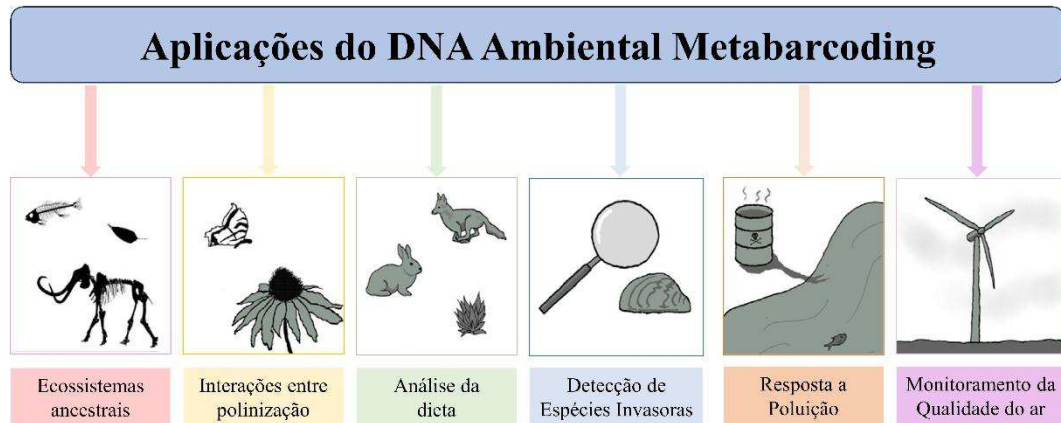 Aplicações do DNA Ambiental Metabarcoding
Ecossistemas
ancestrais
Interações entre
polinização
Análise da
dieta
Detecção de
Espécies Invasoras
Resposta a
Poluição
Monitoramento da
Qualidade do ar